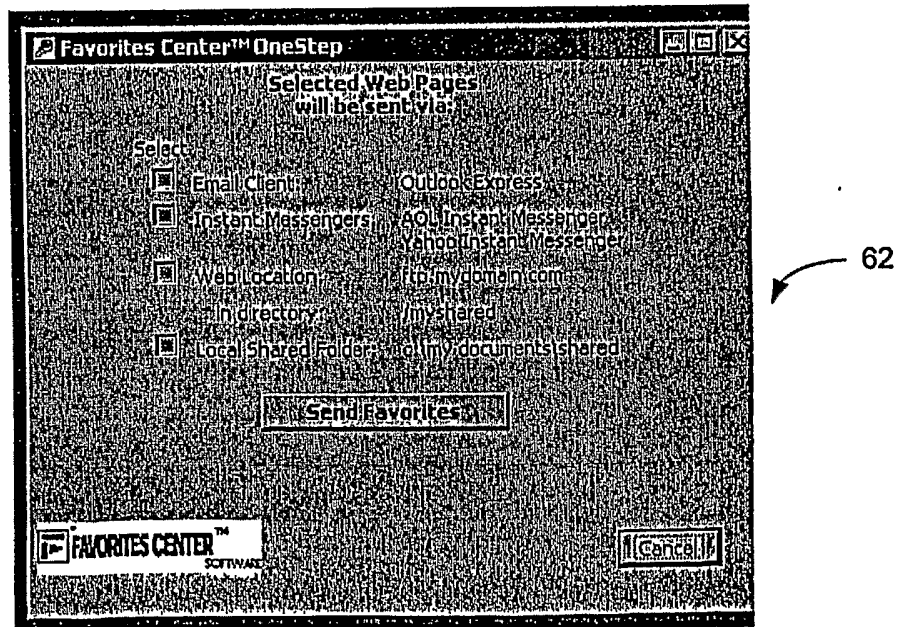 Favorites Center™ OneStep
Selected Web Pages
will be sent via:
Select:
Email Client: Outlook Express
Instant Messengers: AOL Instant Messenger
Yahoo Instant Messenger
Web Location: ftp.mydomain.com
in directory: /myshared
Local Shared Folder: c:\my documents\shared
Send Favorites
FAVORITES CENTER™
SOFTWARE
Cancel
62